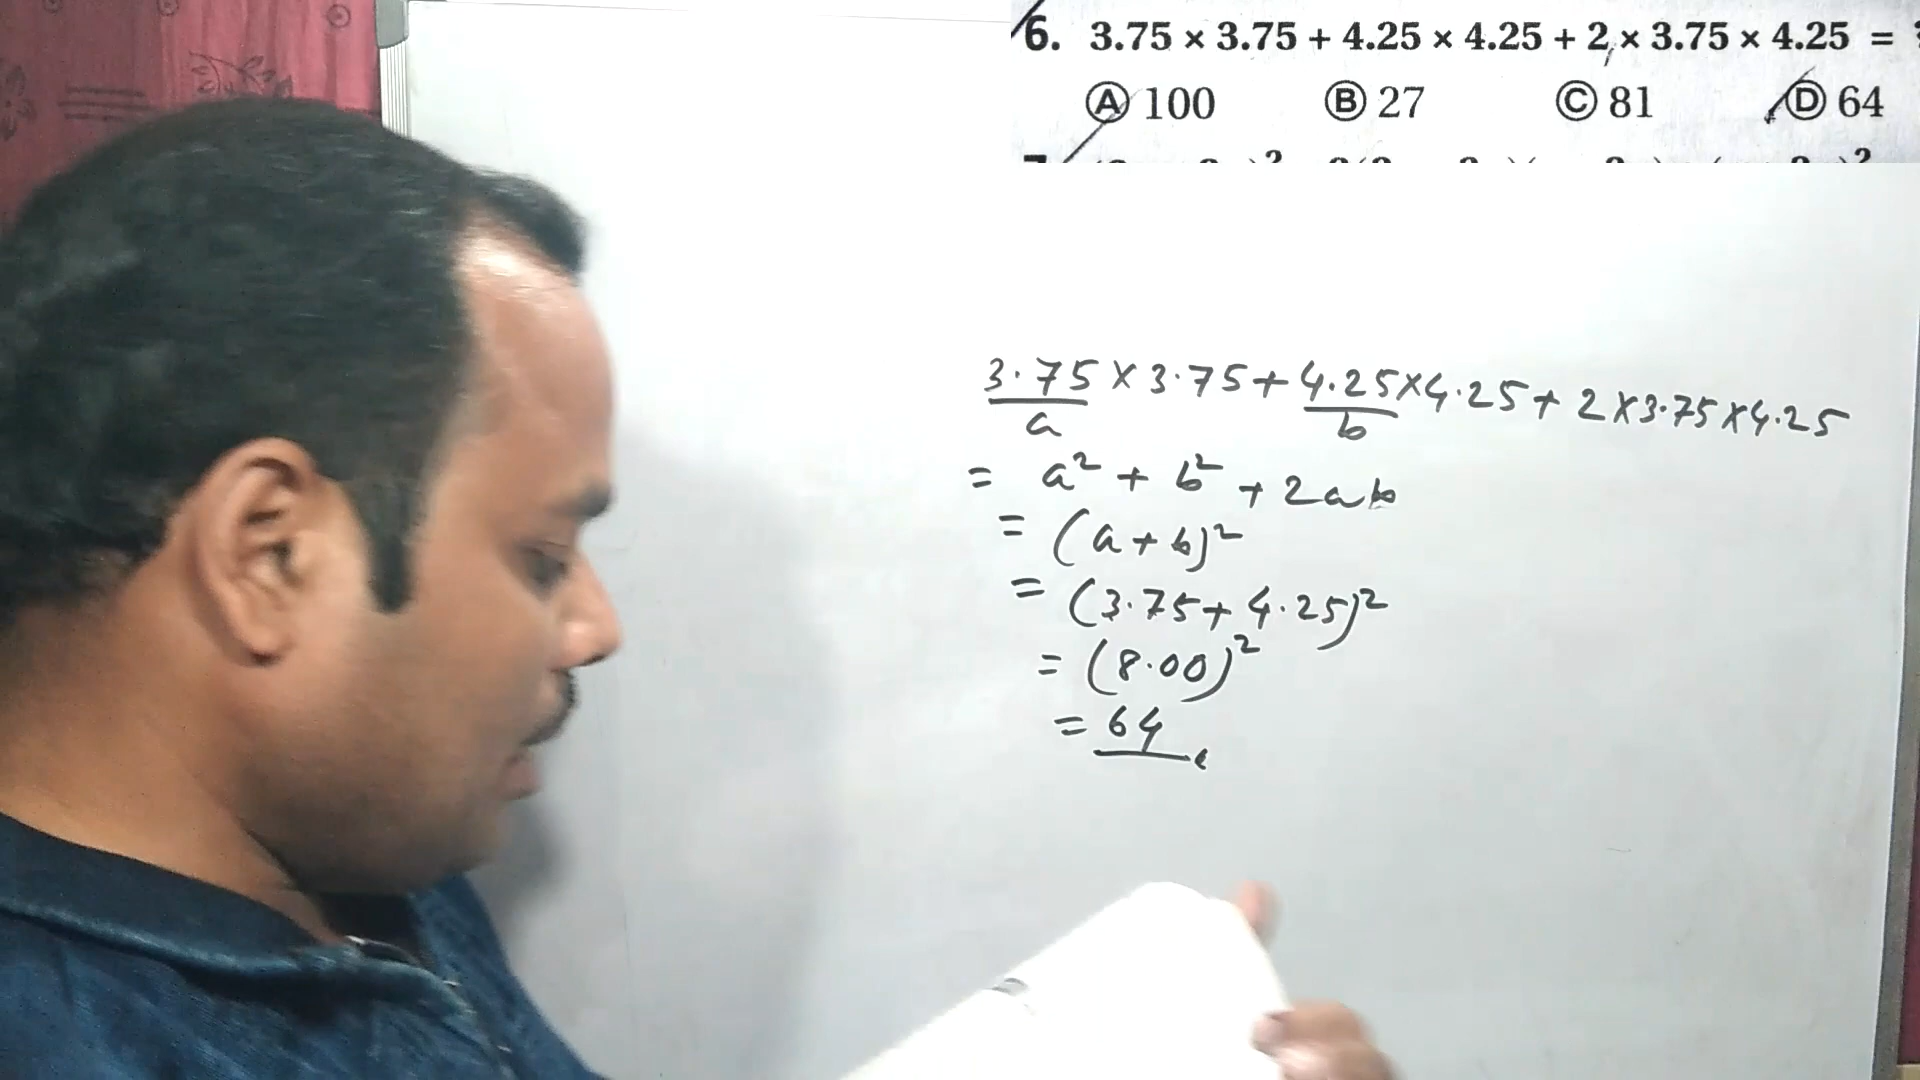 6. 3.75 × 3.75 + 4.25 × 4.25 + 2 × 3.75 × 4.25 =
Ⓐ 100 Ⓑ 27 Ⓒ 81 Ⓓ 64
3.75 × 3.75 + 4.25 × 4.25 + 2 × 3.75 × 4.25
a b
= a² + b² + 2ab
= (a + b)²
= (3.75 + 4.25)²
= (8.00)²
= 64